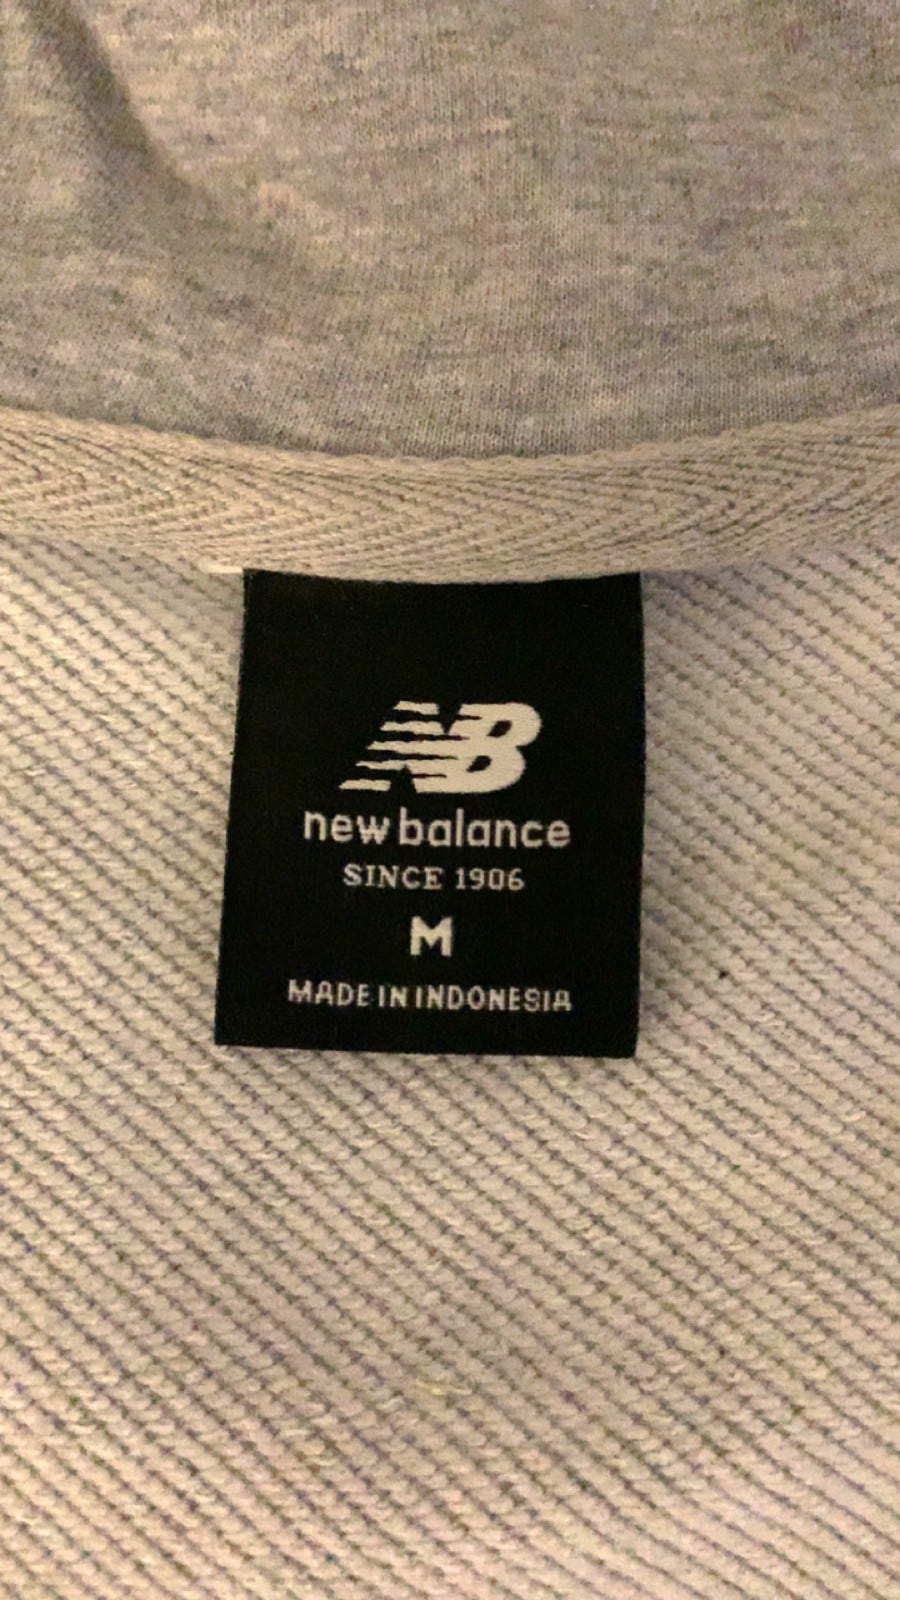 NB
new balance
SINCE 1906
M
MADE IN INDONESIA